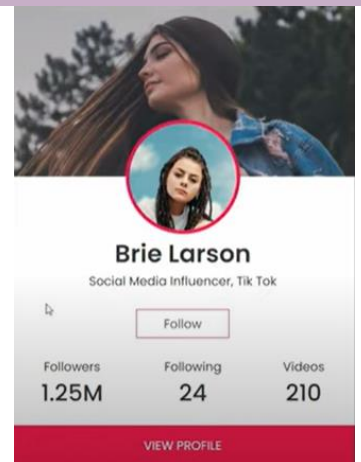 Brie Larson
Social Media Influencer, Tik Tok
Follow
Followers Following Videos
1.25M 24 210
VIEW PROFILE